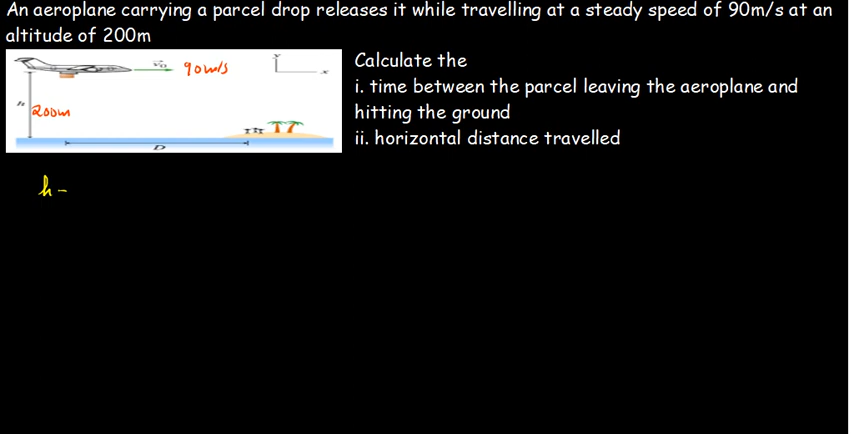 An aeroplane carrying a parcel drop releases it while travelling at a steady speed of 90m/s at an
altitude of 200m
90m/s
y
x
h
200m
D
Calculate the
i. time between the parcel leaving the aeroplane and
hitting the ground
ii. horizontal distance travelled
h -